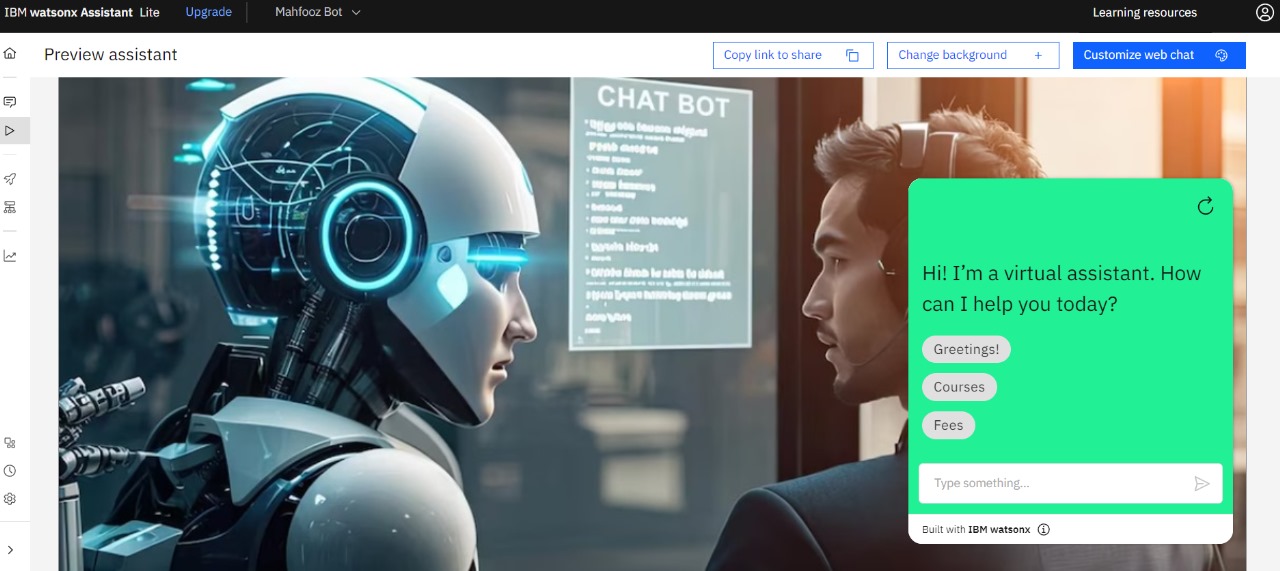 IBM watsonx Assistant Lite Upgrade Mahfooz Bot Learning resources
Preview assistant Copy link to share Change background + Customize web chat
CHAT BOT
Hi! I’m a virtual assistant. How
can I help you today?
Greetings!
Courses
Fees
Type something...
Built with IBM watsonx